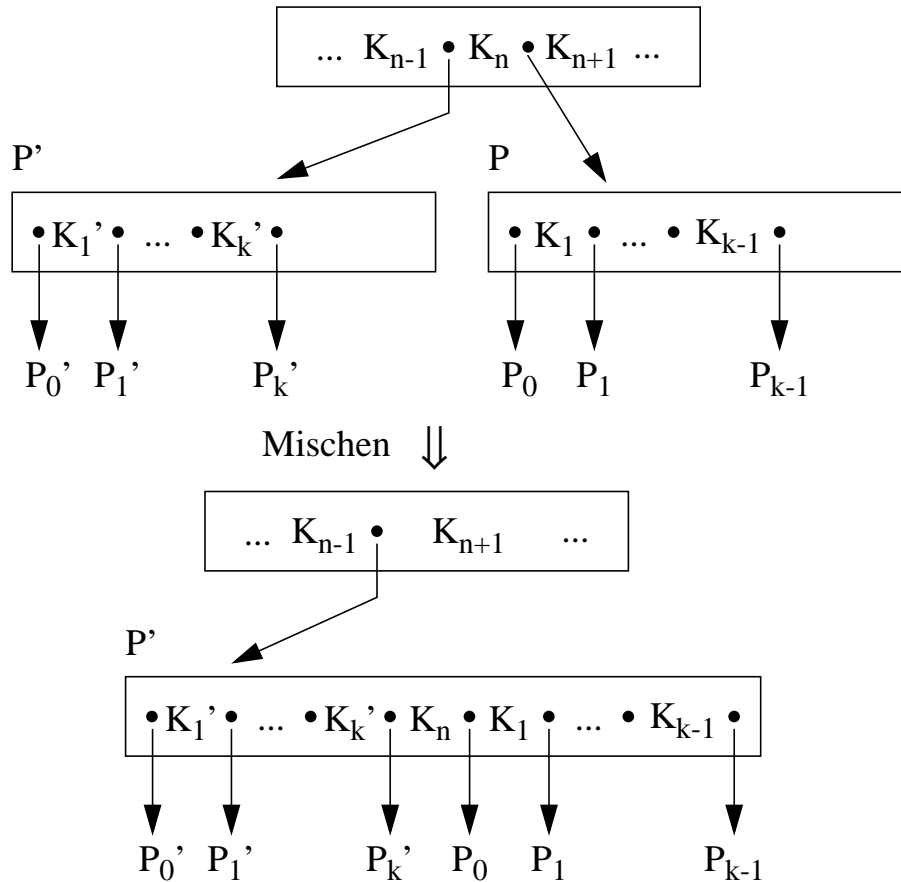 ... K_{n-1} • K_n • K_{n+1} ...
P’ P
• K_1’ • ... • K_k’ • • K_1 • ... • K_{k-1} •
P_0’ P_1’ P_k’ P_0 P_1 P_{k-1}
Mischen ⇓
... K_{n-1} • K_{n+1} ...
P’
• K_1’ • ... • K_k’ • K_n • K_1 • ... • K_{k-1} •
P_0’ P_1’ P_k’ P_0 P_1 P_{k-1}